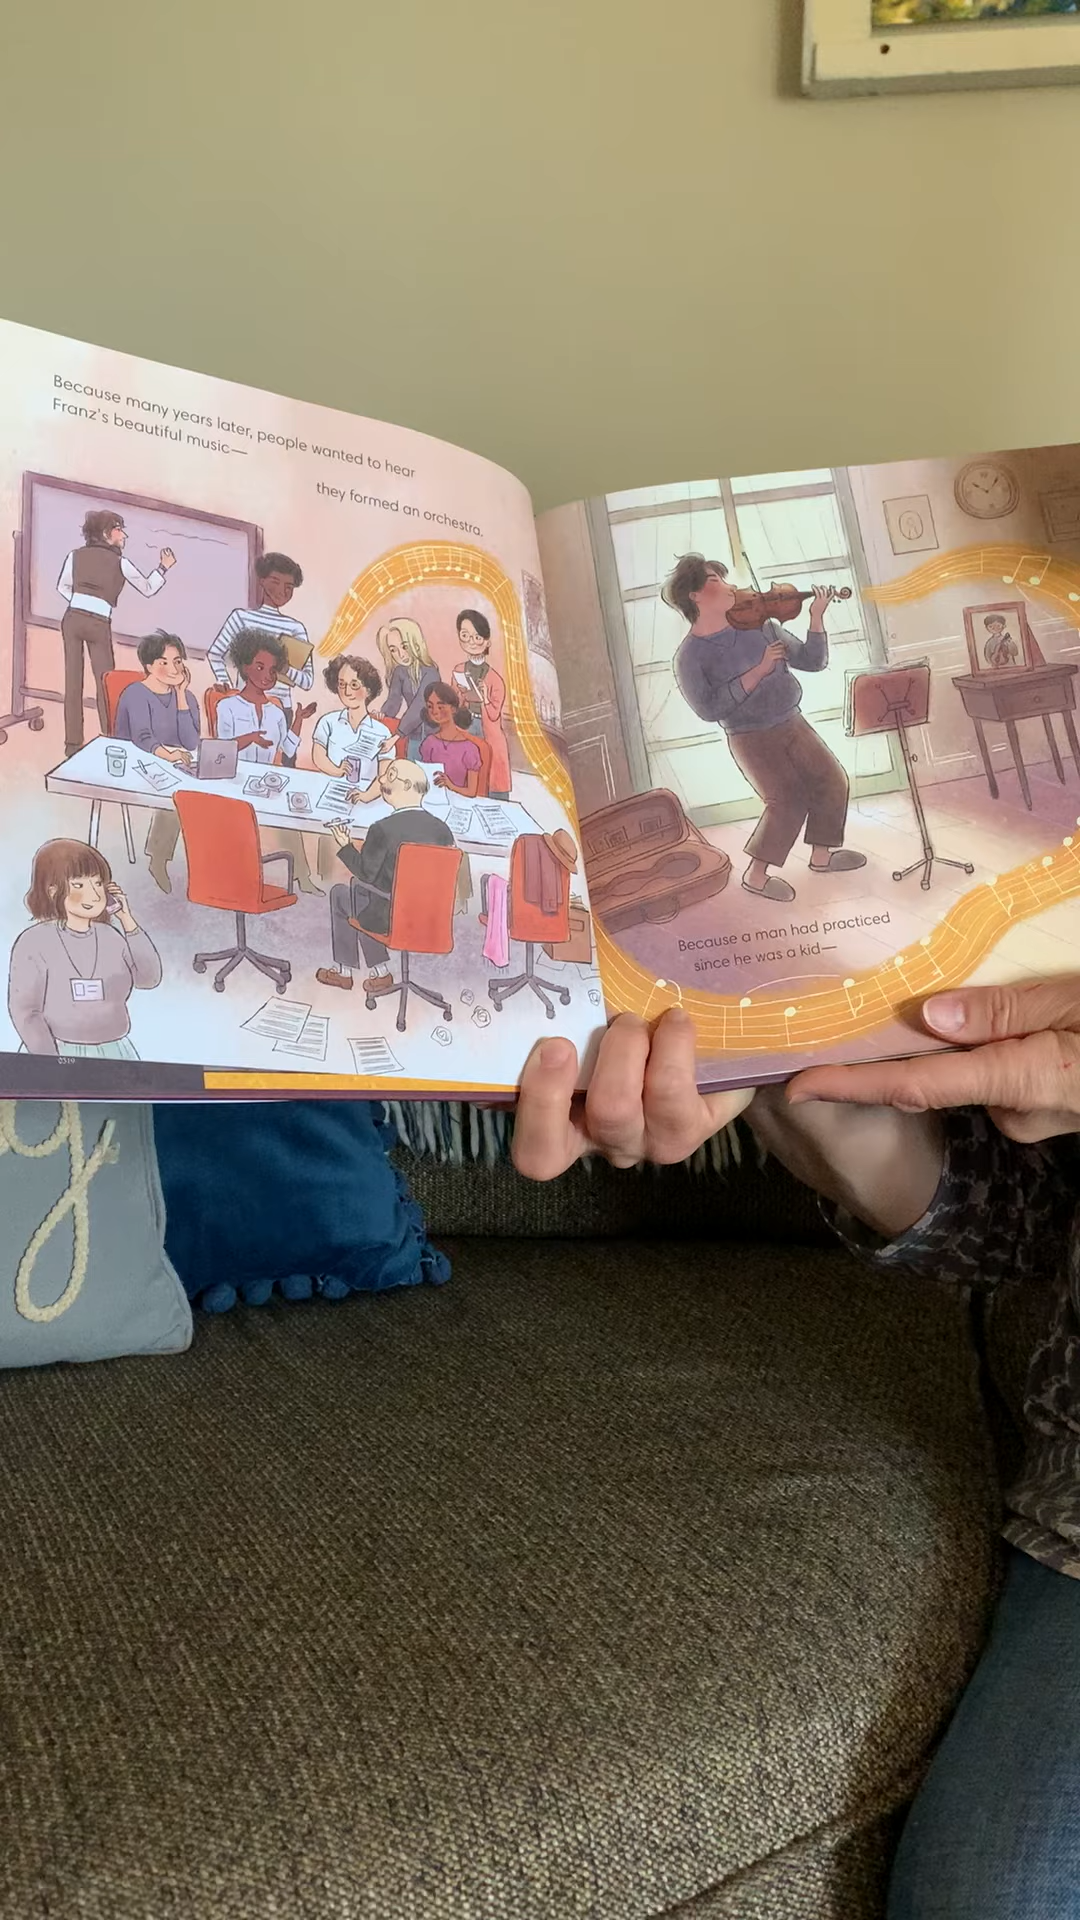 Because many years later, people wanted to hear
Franz's beautiful music—
they formed an orchestra.
Because a man had practiced
since he was a kid—
0519
y